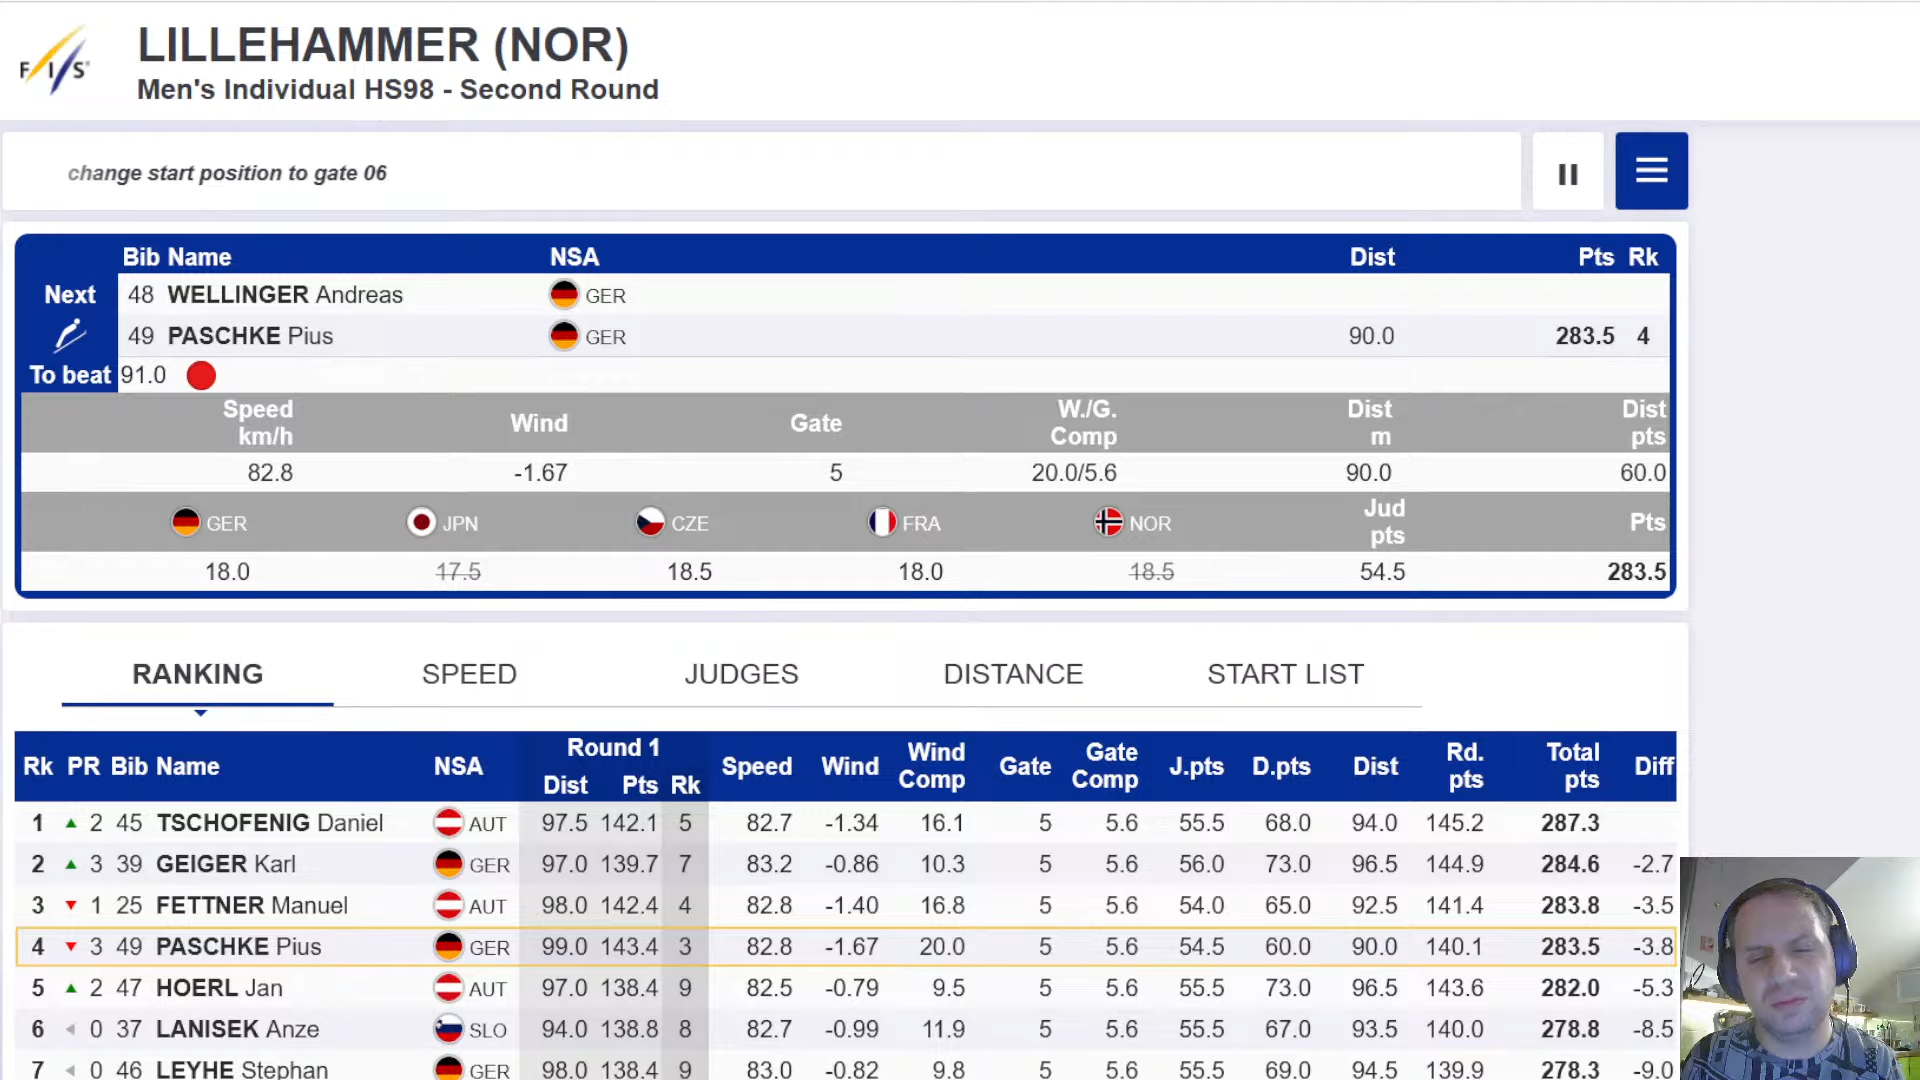 FIS
LILLEHAMMER (NOR)
Men's Individual HS98 - Second Round
change start position to gate 06
Bib Name NSA Dist Pts Rk
Next 48 WELLINGER Andreas GER
49 PASCHKE Pius GER 90.0 283.5 4
To beat 91.0
Speed km/h Wind Gate W./G. Comp Dist m Dist pts
82.8 -1.67 5 20.0/5.6 90.0 60.0
GER JPN CZE FRA NOR Jud pts Pts
18.0 17.5 18.5 18.0 18.5 54.5 283.5
RANKING SPEED JUDGES DISTANCE START LIST
Rk PR Bib Name NSA Round 1 Dist Pts Rk Speed Wind Wind Comp Gate Gate Comp J.pts D.pts Dist Rd. pts Total pts Diff
1 2 45 TSCHOFENIG Daniel AUT 97.5 142.1 5 82.7 -1.34 16.1 5 5.6 55.5 68.0 94.0 145.2 287.3
2 3 39 GEIGER Karl GER 97.0 139.7 7 83.2 -0.86 10.3 5 5.6 56.0 73.0 96.5 144.9 284.6 -2.7
3 1 25 FETTNER Manuel AUT 98.0 142.4 4 82.8 -1.40 16.8 5 5.6 54.0 65.0 92.5 141.4 283.8 -3.5
4 3 49 PASCHKE Pius GER 99.0 143.4 3 82.8 -1.67 20.0 5 5.6 54.5 60.0 90.0 140.1 283.5 -3.8
5 2 47 HOERL Jan AUT 97.0 138.4 9 82.5 -0.79 9.5 5 5.6 55.5 73.0 96.5 143.6 282.0 -5.3
6 0 37 LANISEK Anze SLO 94.0 138.8 8 82.7 -0.99 11.9 5 5.6 55.5 67.0 93.5 140.0 278.8 -8.5
7 0 46 LEYHE Stephan GER 98.0 138.4 9 83.0 -0.82 9.8 5 5.6 55.5 69.0 94.5 139.9 278.3 -9.0